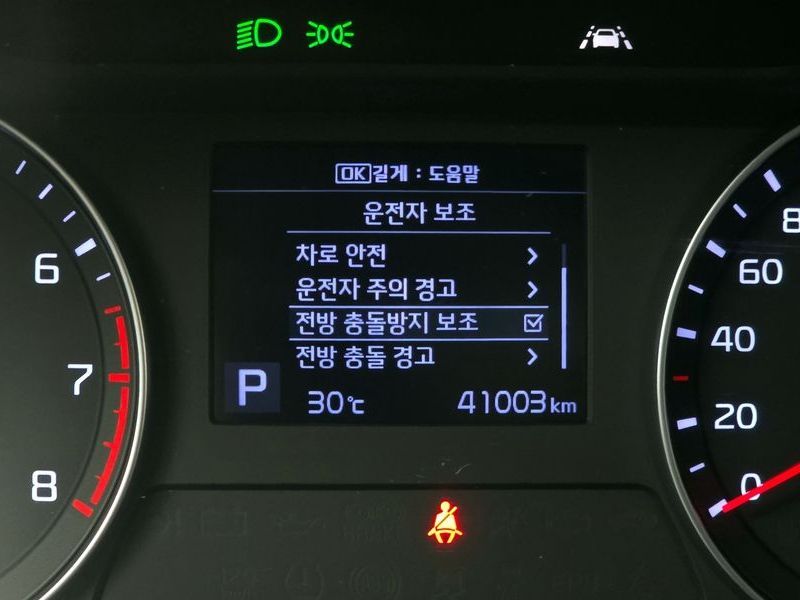 OK길게 : 도움말
운전자 보조
차로 안전
운전자 주의 경고
전방 충돌방지 보조
전방 충돌 경고
P
30℃
41003km
6
7
8
8
60
40
20
0